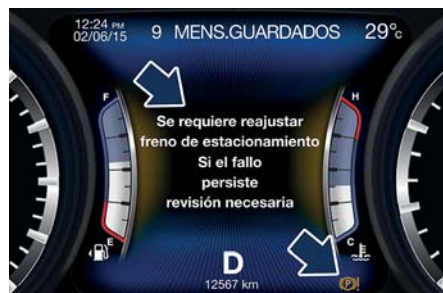 12:24 PM
02/06/15
9 MENS.GUARDADOS
29°c
F
H
Se requiere reajustar
freno de estacionamiento
Si el fallo
persiste
revisión necesaria
E
C
D
12567 km
(P)!